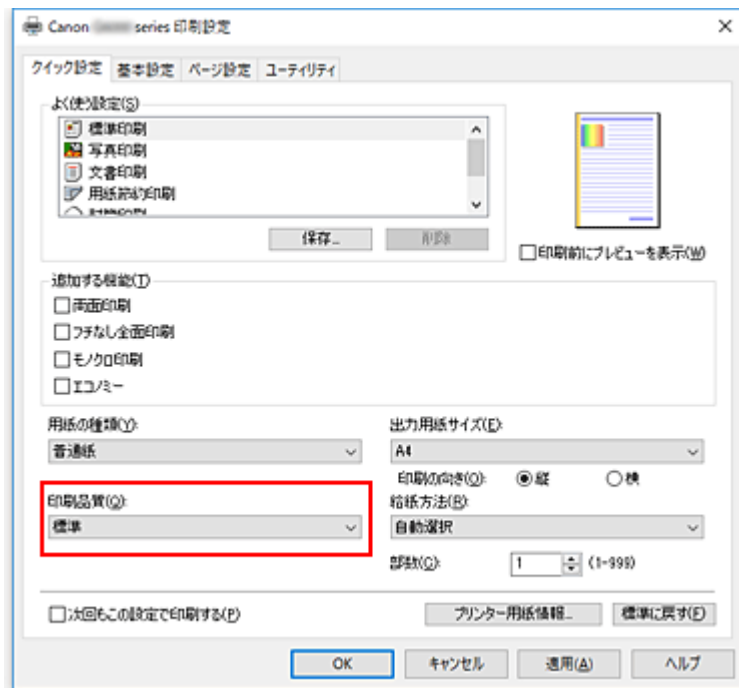 Canon series 印刷設定
クイック設定 基本設定 ページ設定 ユーティリティ
よく使う設定(S)
標準印刷
写真印刷
文書印刷
用紙節約印刷
保存...
削除
印刷前にプレビューを表示(W)
追加する機能(T)
両面印刷
フチなし全面印刷
モノクロ印刷
エコノミー
用紙の種類(Y):
普通紙
出力用紙サイズ(E):
A4
印刷の向き(O): 縦 横
印刷品質(Q):
標準
給紙方法(R):
自動選択
部数(C): 1 (1-999)
次回もこの設定で印刷する(P)
プリンター用紙情報... 標準に戻す(F)
OK キャンセル 適用(A) ヘルプ